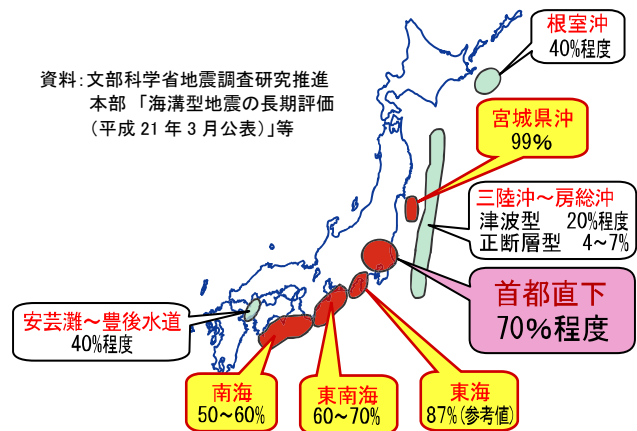 根室沖
40%程度
資料：文部科学省地震調査研究推進
本部 「海溝型地震の長期評価
（平成 21 年 3 月公表）」等
宮城県沖
99%
三陸沖～房総沖
津波型 20%程度
正断層型 4～7%
首都直下
70%程度
安芸灘～豊後水道
40%程度
南海
50～60%
東南海
60～70%
東海
87%(参考値)